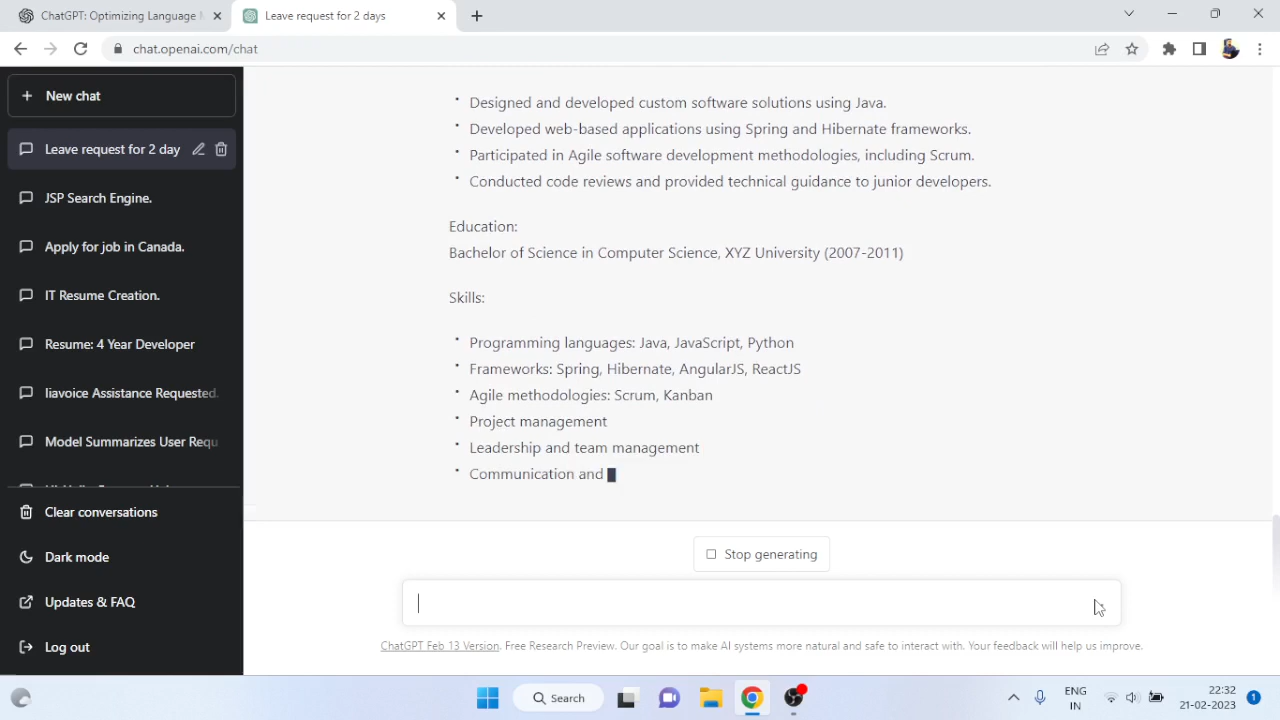 ChatGPT: Optimizing Language
Leave request for 2 days
chat.openai.com/chat
New chat
Leave request for 2 day
JSP Search Engine.
Apply for job in Canada.
IT Resume Creation.
Resume: 4 Year Developer
liavoice Assistance Requested.
Model Summarizes User Requ
Clear conversations
Dark mode
Updates & FAQ
Log out
Designed and developed custom software solutions using Java.
Developed web-based applications using Spring and Hibernate frameworks.
Participated in Agile software development methodologies, including Scrum.
Conducted code reviews and provided technical guidance to junior developers.
Education:
Bachelor of Science in Computer Science, XYZ University (2007-2011)
Skills:
Programming languages: Java, JavaScript, Python
Frameworks: Spring, Hibernate, AngularJS, ReactJS
Agile methodologies: Scrum, Kanban
Project management
Leadership and team management
Communication and
Stop generating
ChatGPT Feb 13 Version. Free Research Preview. Our goal is to make AI systems more natural and safe to interact with. Your feedback will help us improve.
Search
ENG
IN
22:32
21-02-2023
1